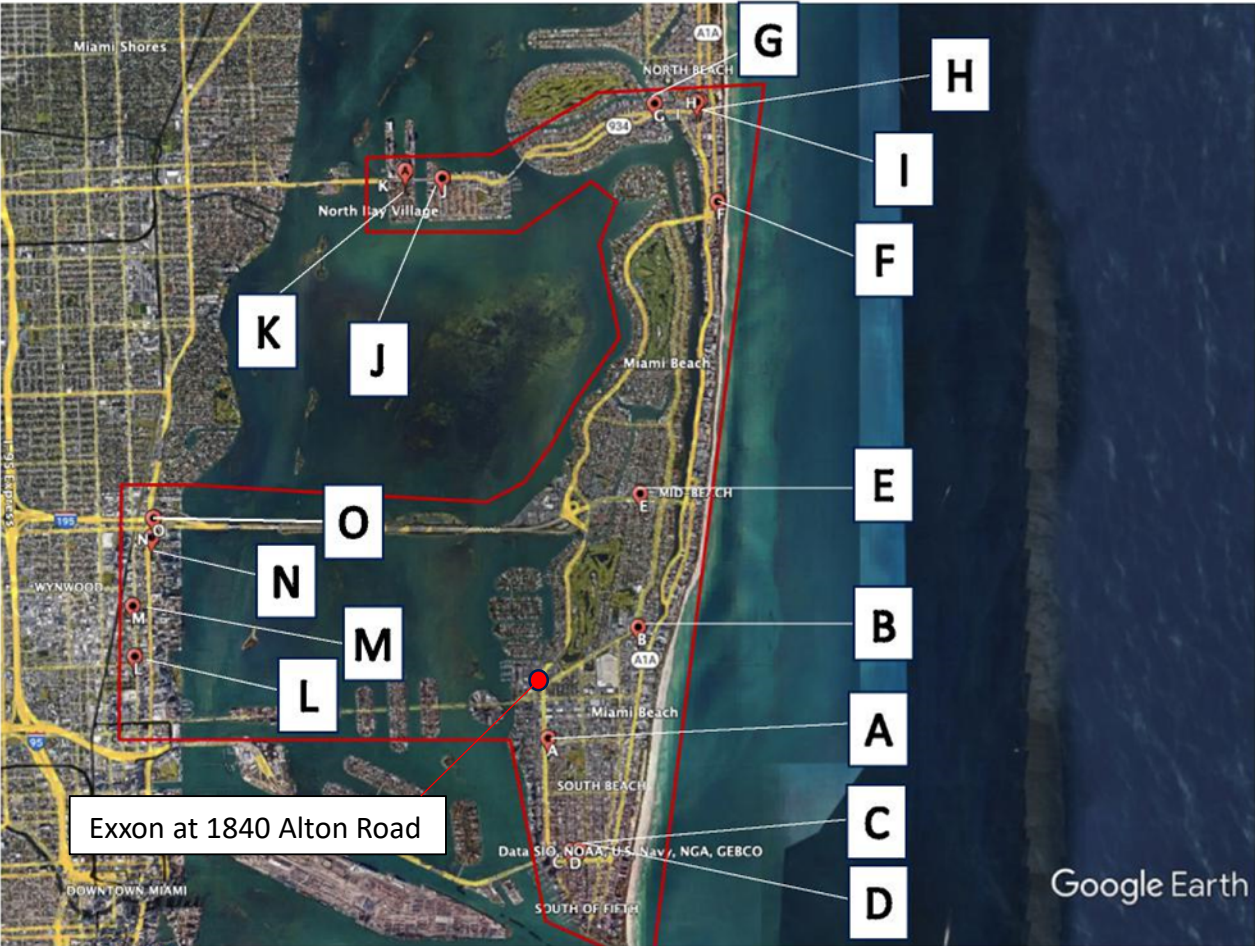 A1A
G
Miami Shores
NORTH BEACH
H
H
G
I
934
I
A
K
J
F
North Bay Village
F
K
J
Miami Beach
I-95 Express
E
MID-BEACH
E
O
195
O
N
N
WYNWOOD
M
B
B
M
A1A
L
L
Miami Beach
A
A
95
SOUTH BEACH
Exxon at 1840 Alton Road
C
Data SIO, NOAA, U.S. Navy, NGA, GEBCO
C D
D
DOWNTOWN MIAMI
Google Earth
SOUTH OF FIFTH